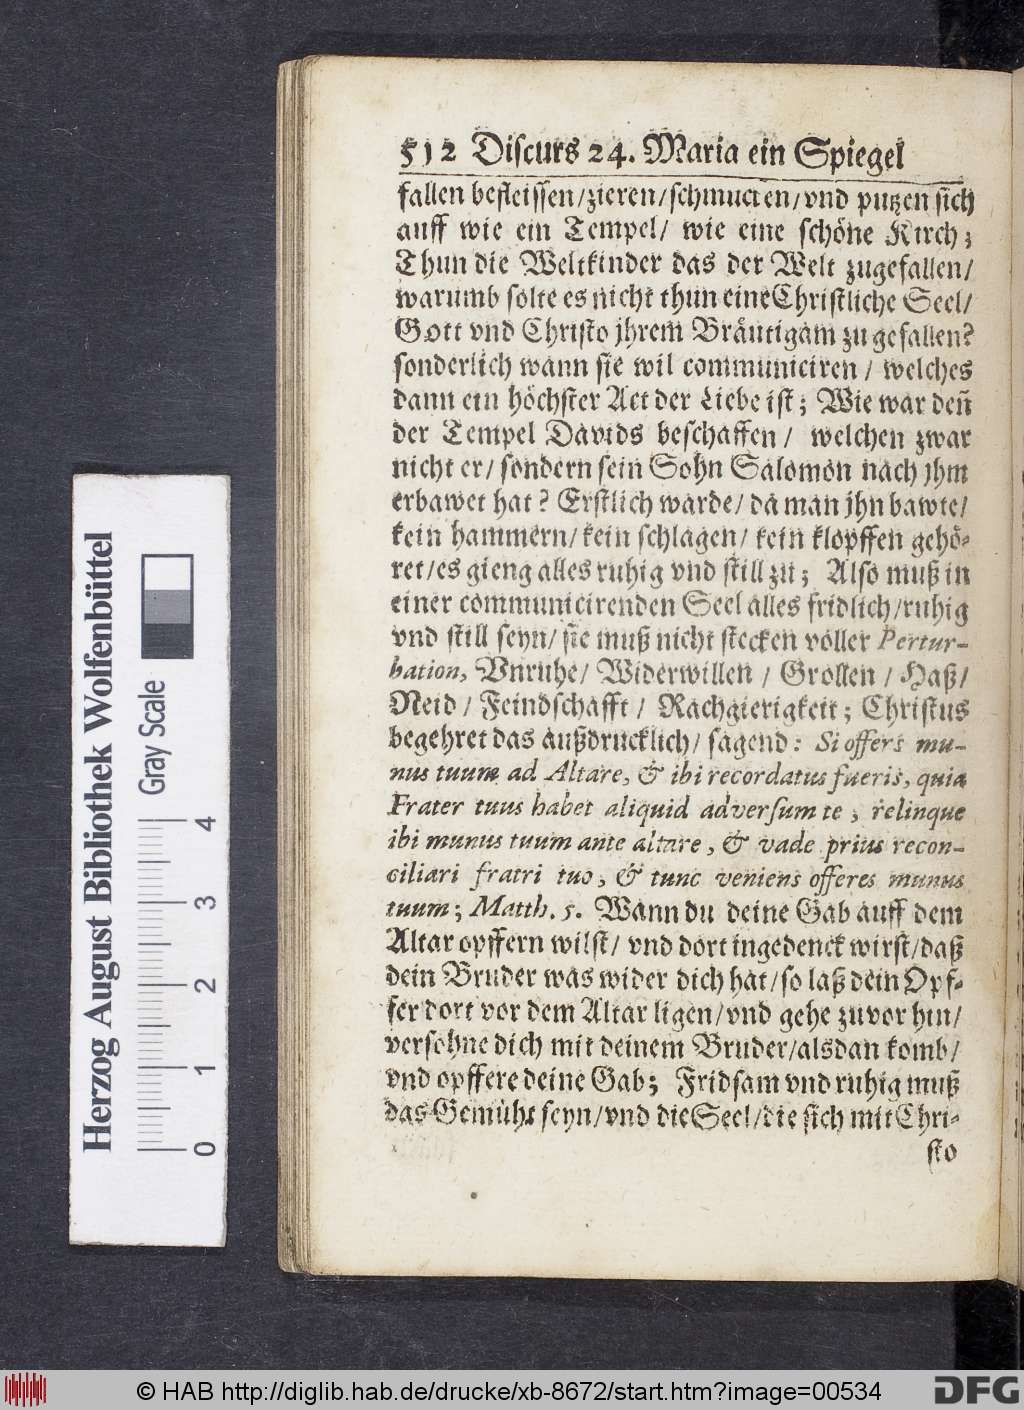 512 Discurs 24. Maria ein Spiegel
fallen befleissen/zieren/schmucken/vnd putzen sich
auff wie ein Tempel/ wie eine schöne Kirch;
Thun die Weltkinder das der Welt zugefallen/
warumb solte es nicht thun eine Christliche Seel/
Gott vnd Christo jhrem Bräutigam zu gefallen?
sonderlich wann sie wil communiciren / welches
dann ein höchster Act der Liebe ist; Wie war deñ
der Tempel Davids beschaffen / welchen zwar
nicht er/ sondern sein Sohn Salomon nach jhm
erbawet hat? Erstlich warde/ da man jhn bawte/
kein hammern/ kein schlagen/ kein klopffen gehö-
ret/es gieng alles ruhig vnd still zu; Also muß in
einer communicirenden Seel alles fridlich/ruhig
vnd still seyn/ sie muß nicht stecken voller Pertur-
bation, Vnruhe/ Widerwillen / Grollen / Haß/
Neid / Feindschafft / Rachgierigkeit; Christus
begehret das außdrucklich/ sagend: Si offers mu-
nus tuum ad Altare, & ibi recordatus fueris, quia
Frater tuus habet aliquid adversum te, relinque
ibi munus tuum ante altare, & vade prius recon-
ciliari fratri tuo, & tunc veniens offeres munus
tuum; Matth. 5. Wann du deine Gab auff dem
Altar opffern wilst/ vnd dort ingedenck wirst/daß
dein Bruder was wider dich hat/so laß dein Opf-
fer dort vor dem Altar ligen/vnd gehe zuvor hin/
versohne dich mit deinem Bruder/alsdan komb/
vnd opffere deine Gab; Fridsam vnd ruhig muß
das Gemüht seyn/vnd die Seel/die sich mit Chri-
sto
Herzog August Bibliothek Wolfenbüttel
Gray Scale
0 1 2 3 4
© HAB http://diglib.hab.de/drucke/xb-8672/start.htm?image=00534
DFG